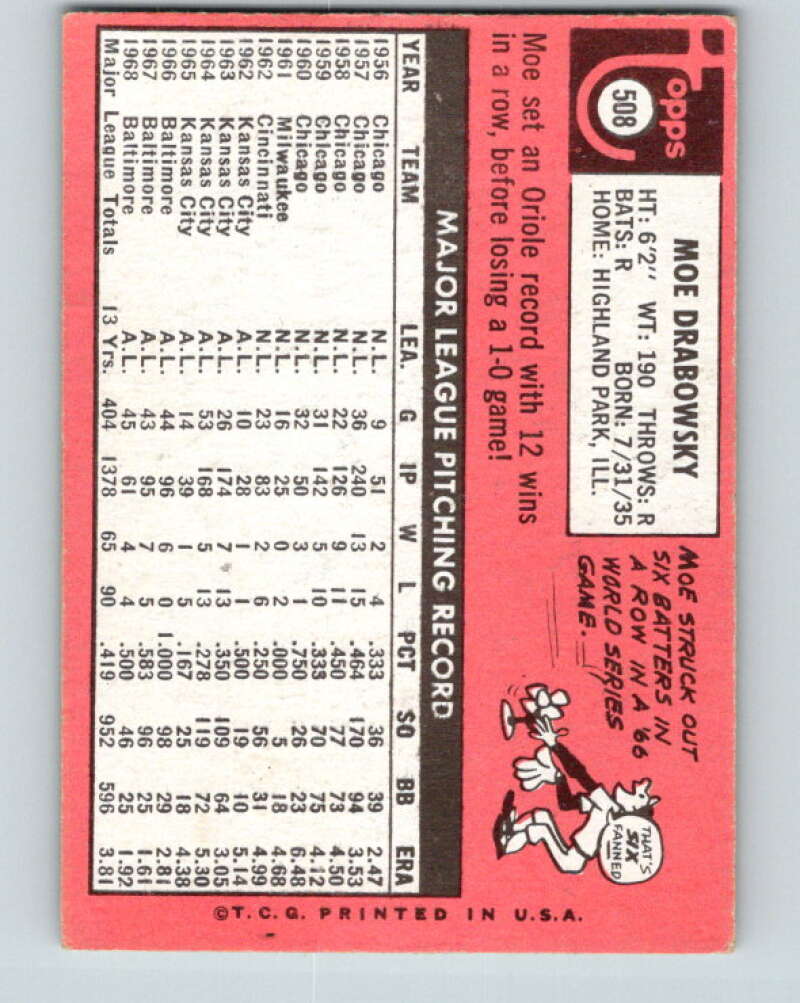 Topps
508
MOE DRABOWSKY
HT: 6'2" WT: 190 THROWS: R
BATS: R BORN: 7/31/35
HOME: HIGHLAND PARK, ILL.
MOE STRUCK OUT
SIX BATTERS IN
A ROW IN A '66
WORLD SERIES
GAME.
THAT'S
SIX
FANNED
Moe set an Oriole record with 12 wins
in a row, before losing a 1-0 game!
MAJOR LEAGUE PITCHING RECORD
YEAR TEAM LEA. G IP W L PCT SO BB ERA
1956 Chicago N.L. 9 51 2 4 .333 36 39 2.47
1957 Chicago N.L. 36 240 13 15 .464 170 94 3.53
1958 Chicago N.L. 22 126 9 11 .450 77 73 4.50
1959 Chicago N.L. 31 142 5 10 .333 70 75 4.12
1960 Chicago N.L. 32 50 3 1 .750 26 23 6.48
1961 Milwaukee N.L. 16 25 0 2 .000 5 18 4.68
1962 Cincinnati N.L. 23 83 2 6 .250 56 31 4.99
1962 Kansas City A.L. 10 28 1 1 .500 19 10 5.14
1963 Kansas City A.L. 26 174 7 13 .350 109 64 3.05
1964 Kansas City A.L. 53 168 5 13 .278 119 72 5.30
1965 Kansas City A.L. 14 39 1 5 .167 25 18 4.38
1966 Baltimore A.L. 44 96 6 0 1.000 98 29 2.81
1967 Baltimore A.L. 43 95 7 5 .583 96 25 1.61
1968 Baltimore A.L. 45 61 4 4 .500 46 25 1.92
Major League Totals 13 Yrs. 404 1378 65 90 .419 952 596 3.81
©T.C.G. PRINTED IN U.S.A.